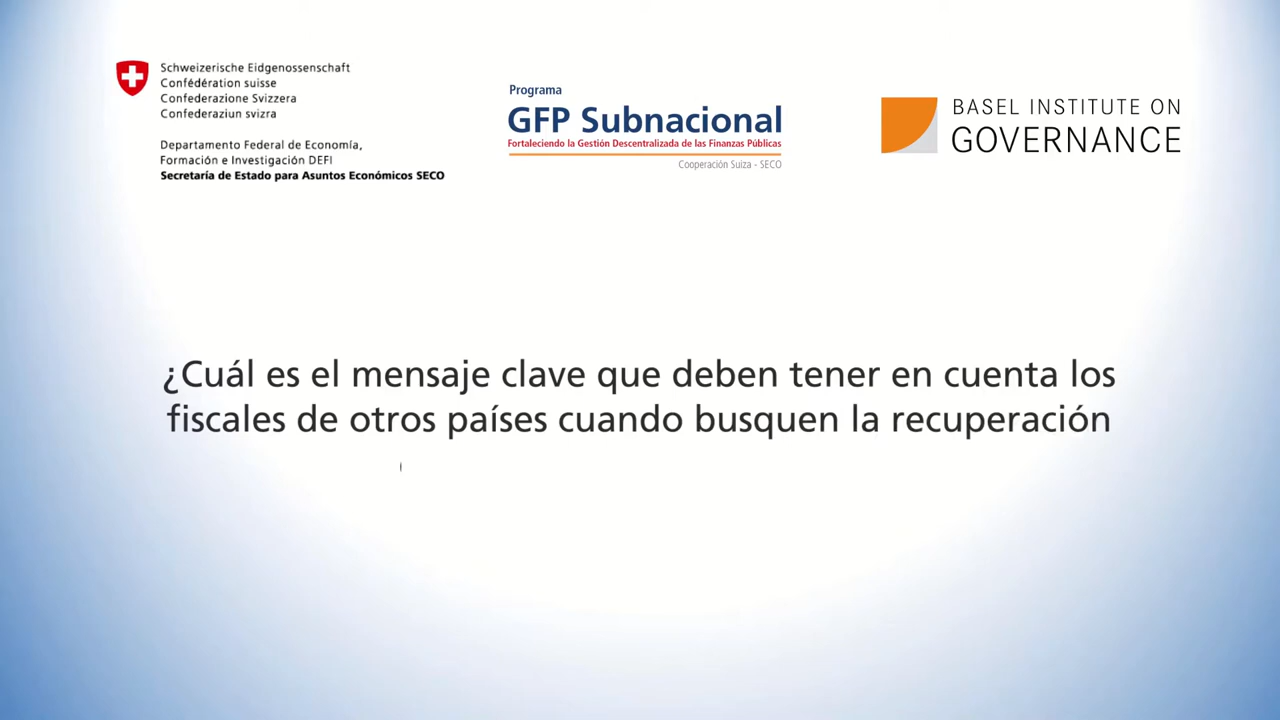 Schweizerische Eidgenossenschaft
Confédération suisse
Confederazione Svizzera
Confederaziun svizra
Departamento Federal de Economía,
Formación e Investigación DEFI
Secretaría de Estado para Asuntos Económicos SECO
Programa
GFP Subnacional
Fortaleciendo la Gestión Descentralizada de las Finanzas Públicas
Cooperación Suiza - SECO
BASEL INSTITUTE ON
GOVERNANCE
¿Cuál es el mensaje clave que deben tener en cuenta los
fiscales de otros países cuando busquen la recuperación